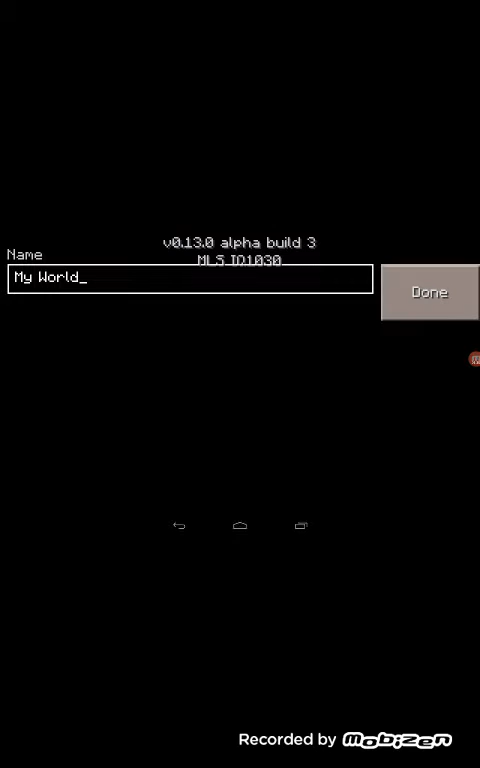 v0.13.0 alpha build 3
MLS ID1030
Name
My World_
Done
Recorded by mobizen